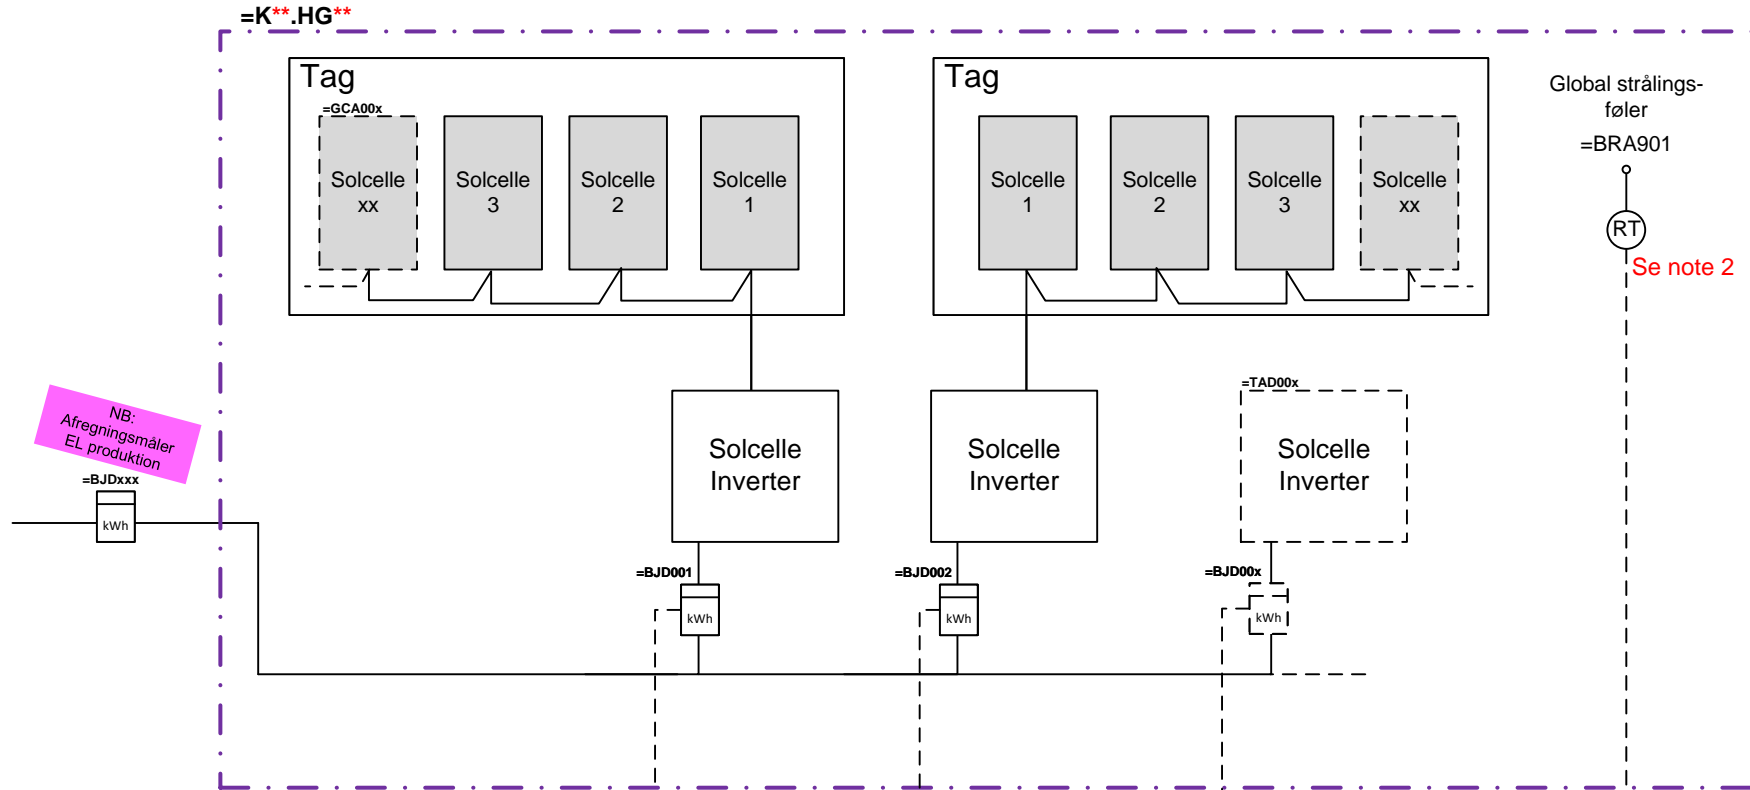 =K**.HG**
Tag
Tag
=GCA00x
Solcelle
xx
Solcelle
3
Solcelle
2
Solcelle
1
Solcelle
1
Solcelle
2
Solcelle
3
Solcelle
xx
Global strålings-
føler
=BRA901
RT
Se note 2
NB:
Afregningsmåler
EL produktion
=BJDxxx
kWh
Solcelle
Inverter
Solcelle
Inverter
=TAD00x
Solcelle
Inverter
=BJD001
kWh
=BJD002
kWh
=BJD00x
kWh